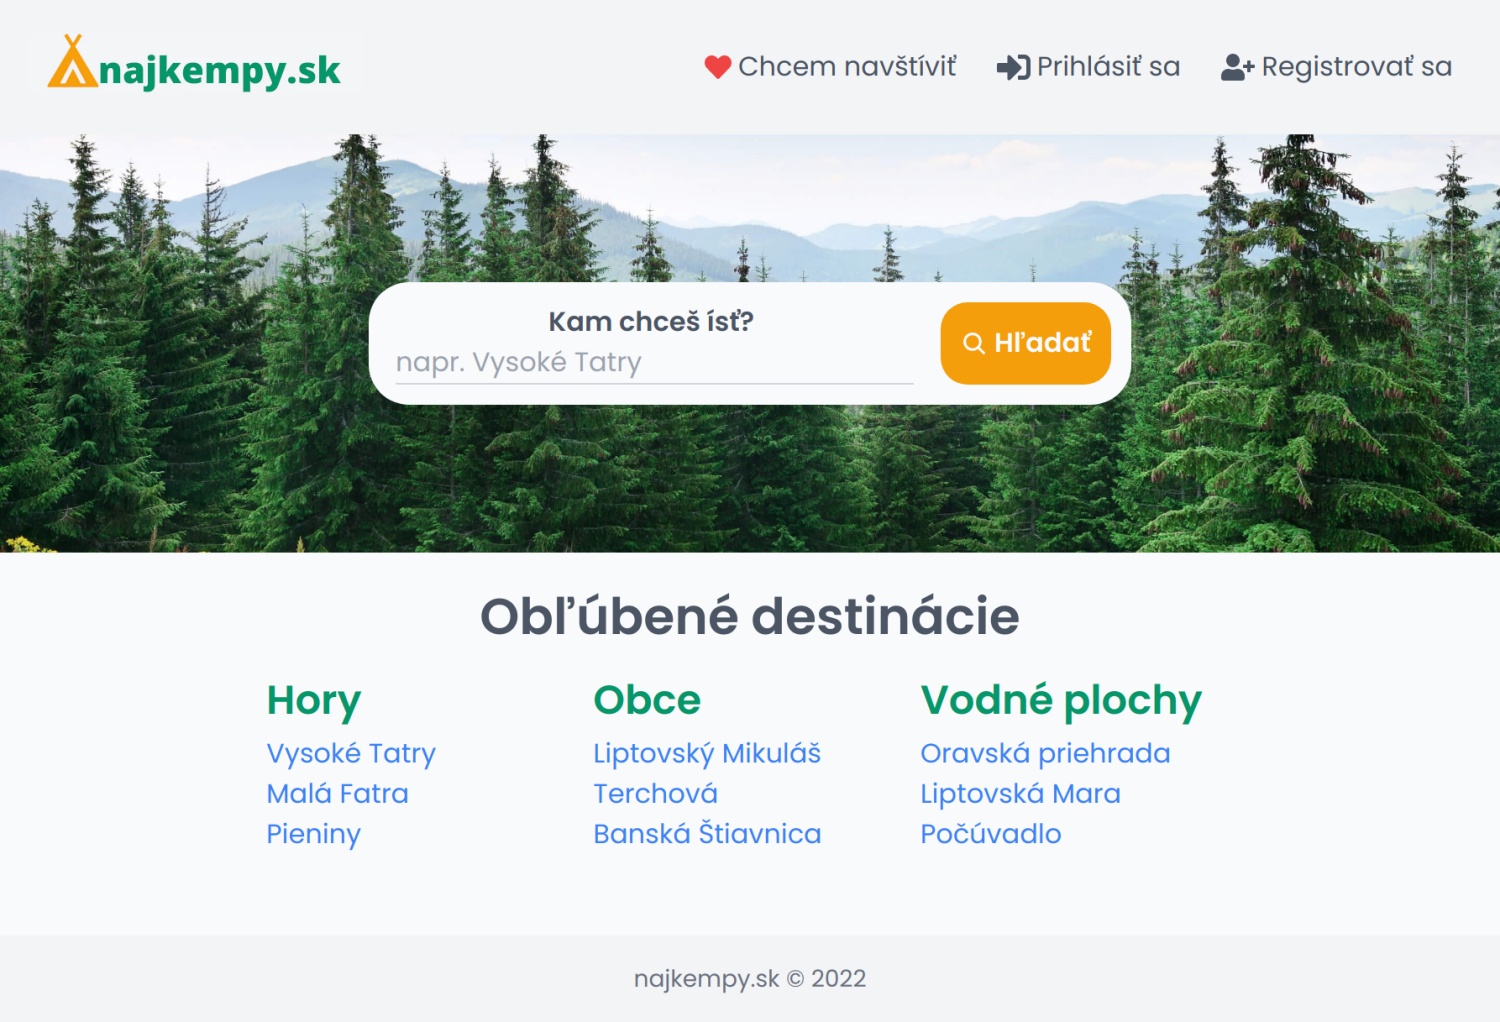 najkempy.sk
Chcem navštíviť
Prihlásiť sa
Registrovať sa
Kam chceš ísť?
napr. Vysoké Tatry
Hľadať
Obľúbené destinácie
Hory
Vysoké Tatry
Malá Fatra
Pieniny
Obce
Liptovský Mikuláš
Terchová
Banská Štiavnica
Vodné plochy
Oravská priehrada
Liptovská Mara
Počúvadlo
najkempy.sk © 2022